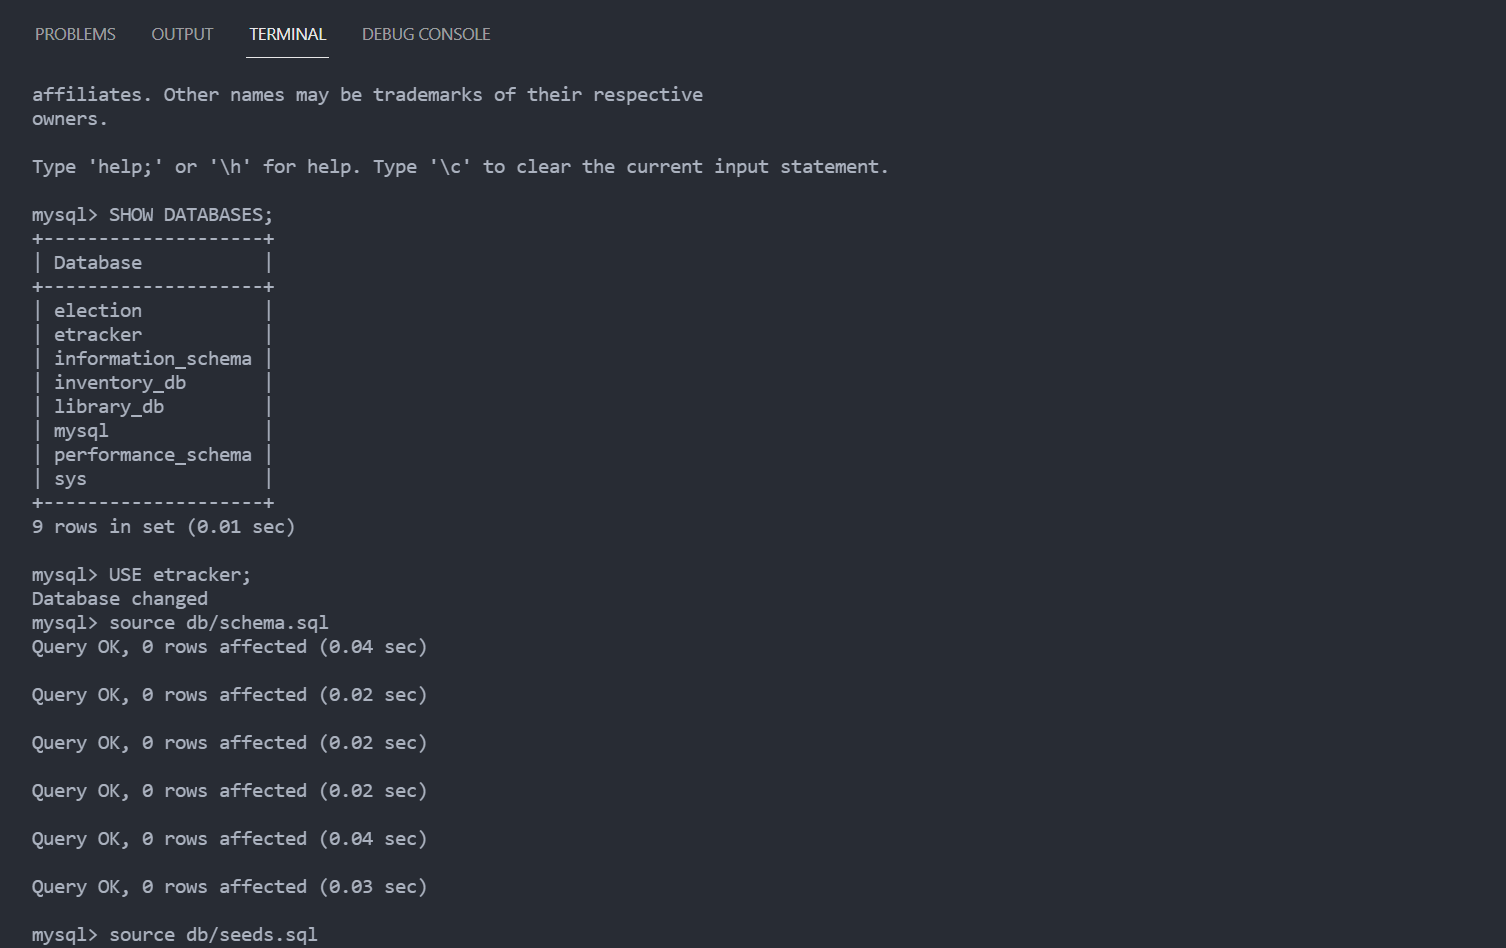 PROBLEMS OUTPUT TERMINAL DEBUG CONSOLE
affiliates. Other names may be trademarks of their respective
owners.
Type 'help;' or '\h' for help. Type '\c' to clear the current input statement.
mysql> SHOW DATABASES;
+--------------------+
| Database           |
+--------------------+
| election           |
| etracker           |
| information_schema |
| inventory_db       |
| library_db         |
| mysql              |
| performance_schema |
| sys                |
+--------------------+
9 rows in set (0.01 sec)
mysql> USE etracker;
Database changed
mysql> source db/schema.sql
Query OK, 0 rows affected (0.04 sec)
Query OK, 0 rows affected (0.02 sec)
Query OK, 0 rows affected (0.02 sec)
Query OK, 0 rows affected (0.02 sec)
Query OK, 0 rows affected (0.04 sec)
Query OK, 0 rows affected (0.03 sec)
mysql> source db/seeds.sql